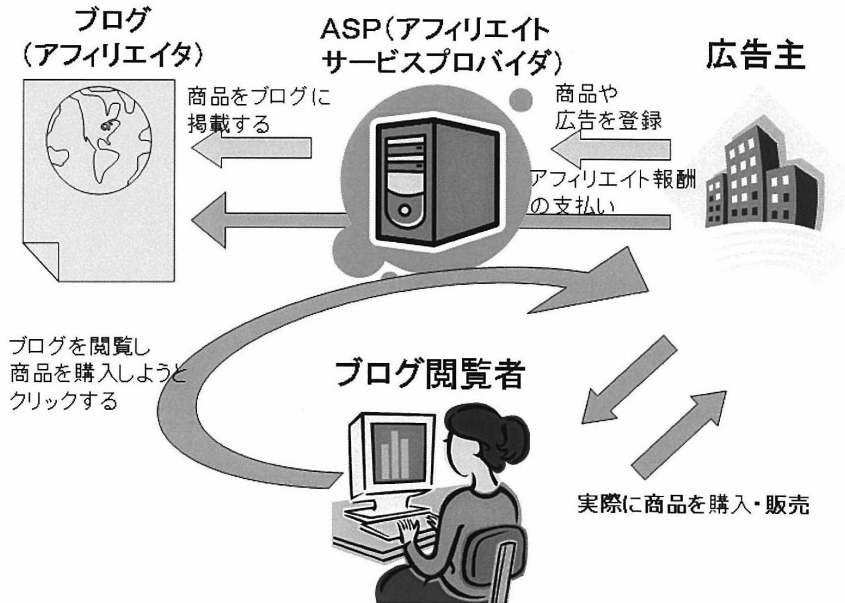 ブログ
（アフィリエイタ）
ASP（アフィリエイト
サービスプロバイダ）
広告主
商品をブログに
掲載する
商品や
広告を登録
アフィリエイト報酬
の支払い
ブログを閲覧し
商品を購入しようと
クリックする
ブログ閲覧者
実際に商品を購入・販売